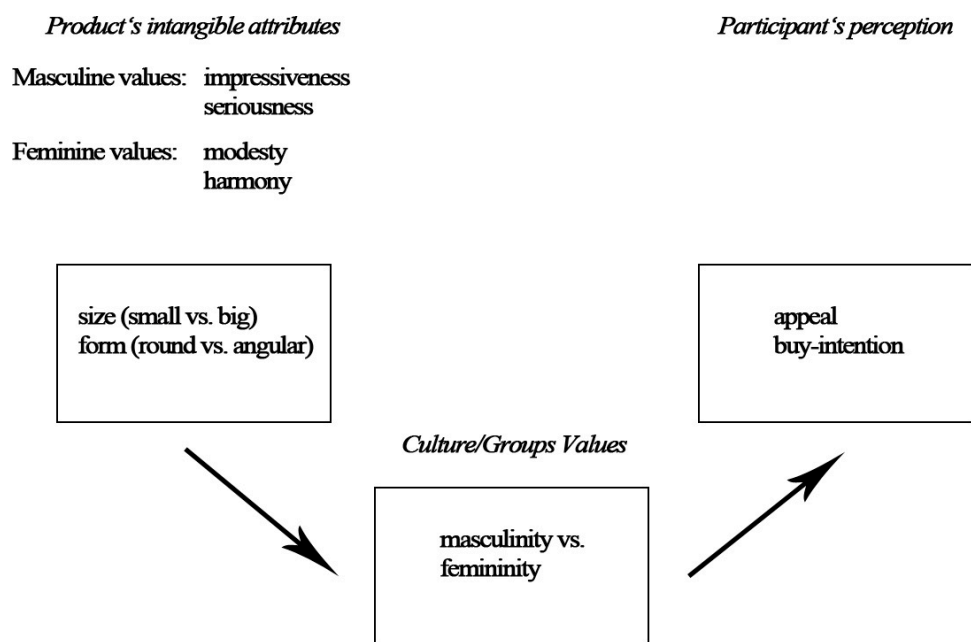 Product‘s intangible attributes
Participant‘s perception
Masculine values: impressiveness
seriousness
Feminine values: modesty
harmony
size (small vs. big)
form (round vs. angular)
appeal
buy-intention
Culture/Groups Values
masculinity vs.
femininity